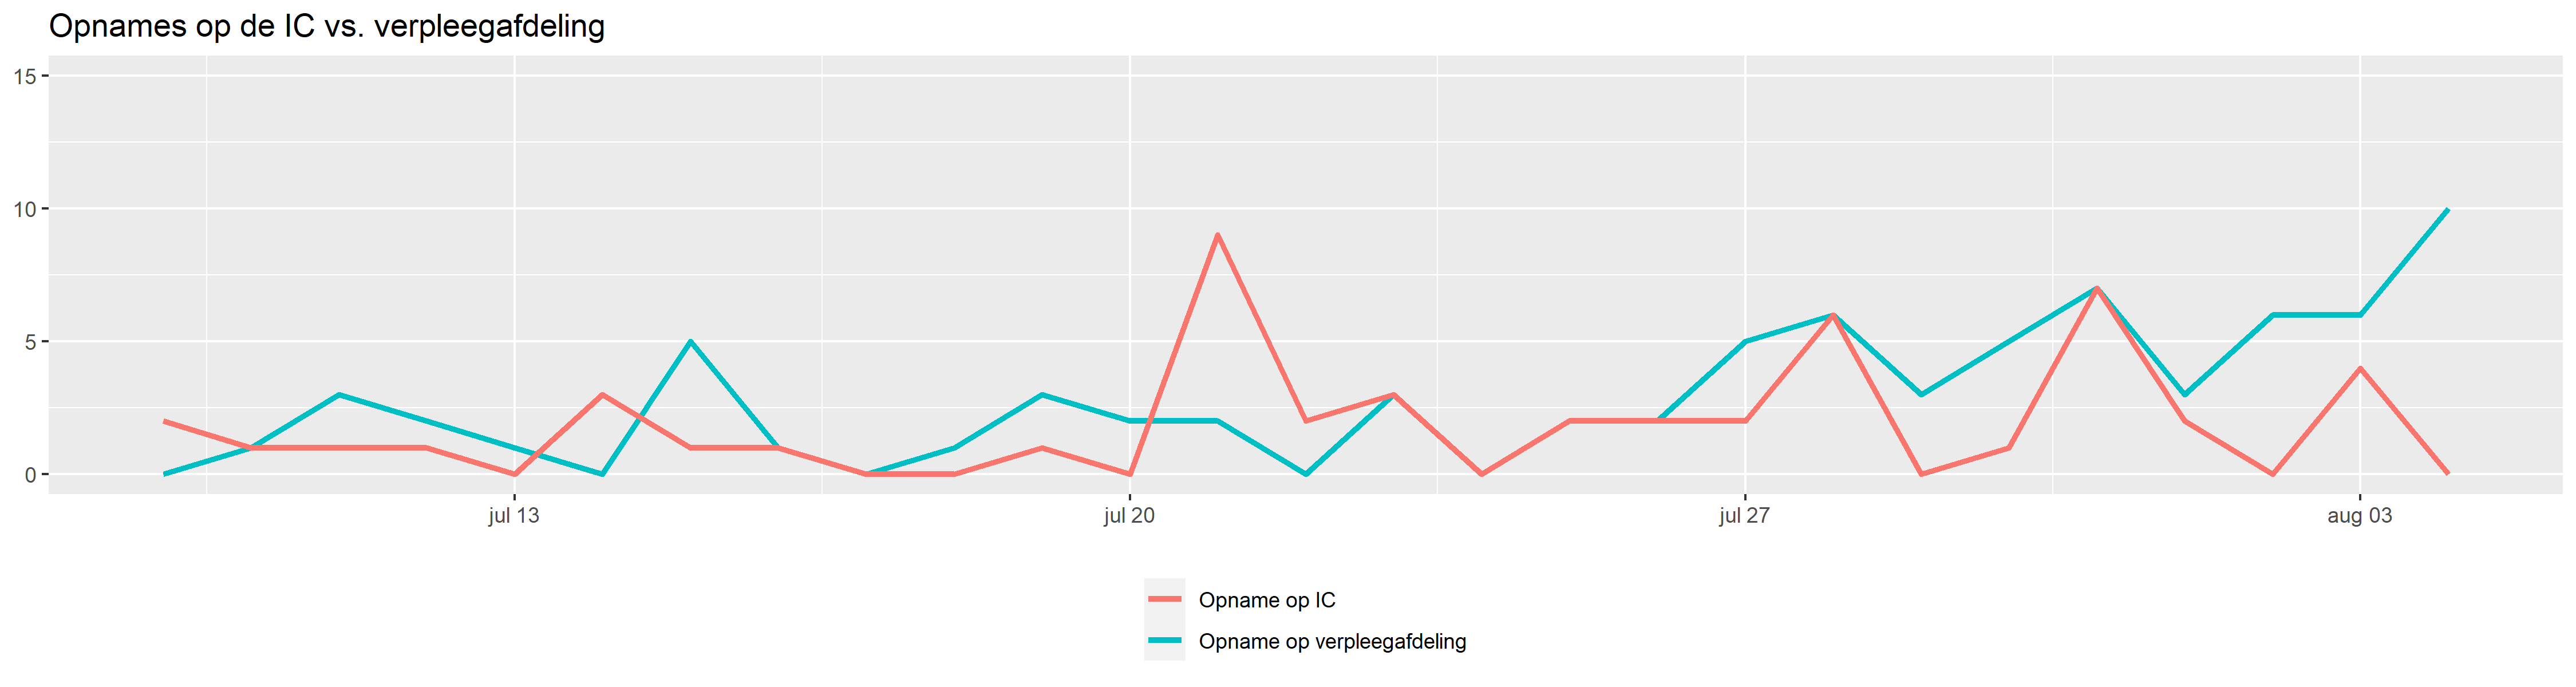 Opnames op de IC vs. verpleegafdeling
15
10
5
0
jul 13 jul 20 jul 27 aug 03
Opname op IC
Opname op verpleegafdeling